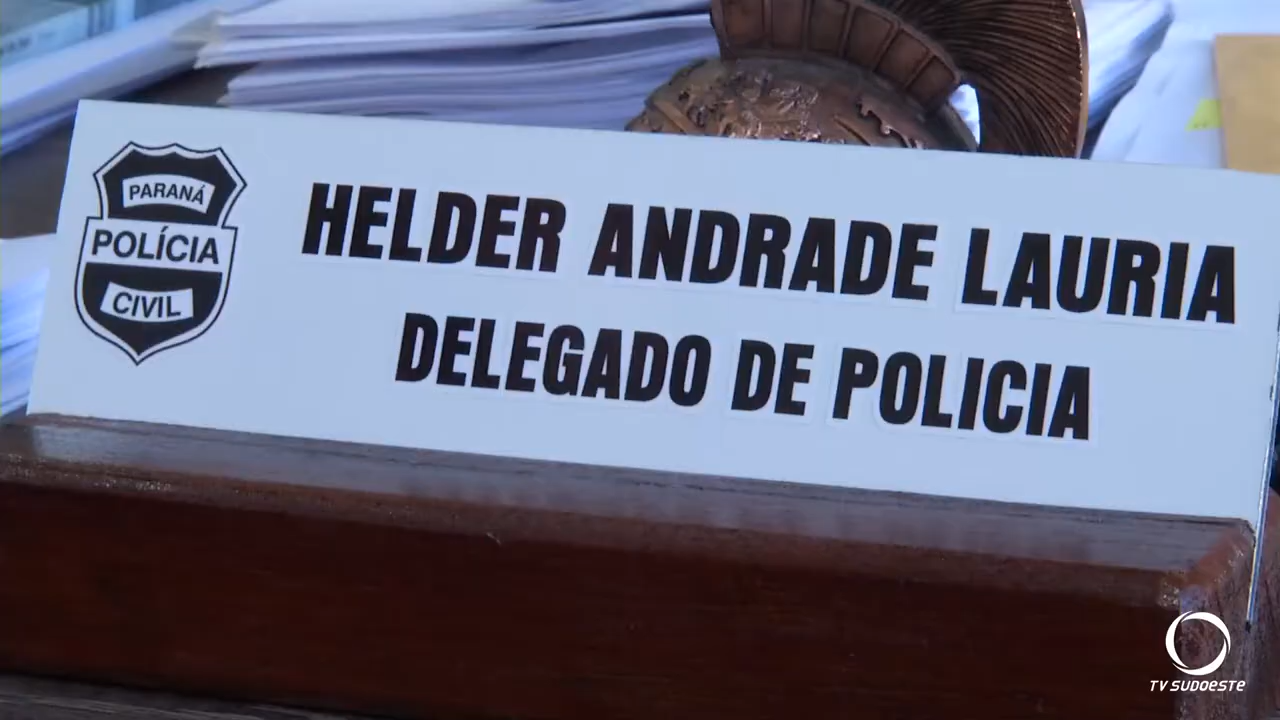 PARANÁ
POLÍCIA
CIVIL
HELDER ANDRADE LAURIA
DELEGADO DE POLICIA
TV SUDOESTE